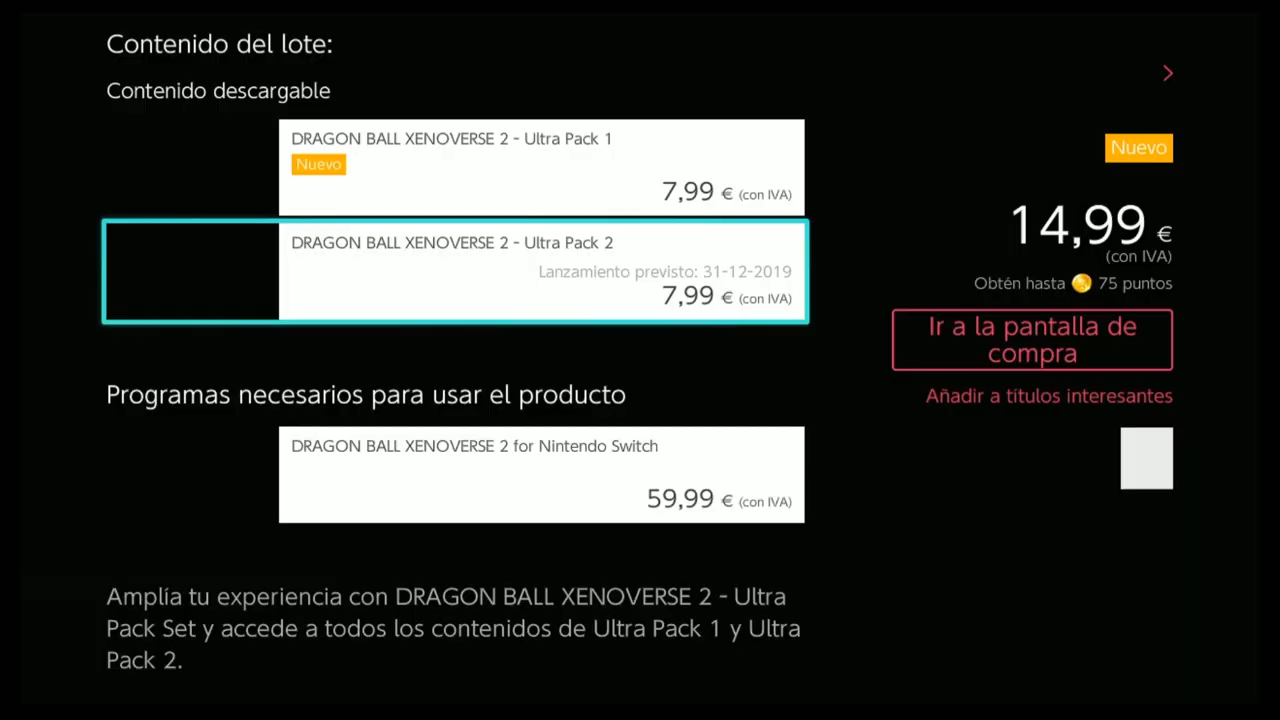 Contenido del lote:
Contenido descargable
DRAGON BALL XENOVERSE 2 - Ultra Pack 1
Nuevo
7,99 € (con IVA)
DRAGON BALL XENOVERSE 2 - Ultra Pack 2
Lanzamiento previsto: 31-12-2019
7,99 € (con IVA)
Programas necesarios para usar el producto
DRAGON BALL XENOVERSE 2 for Nintendo Switch
59,99 € (con IVA)
Amplía tu experiencia con DRAGON BALL XENOVERSE 2 - Ultra
Pack Set y accede a todos los contenidos de Ultra Pack 1 y Ultra
Pack 2.
Nuevo
14,99 €
(con IVA)
Obtén hasta 75 puntos
Ir a la pantalla de
compra
Añadir a títulos interesantes